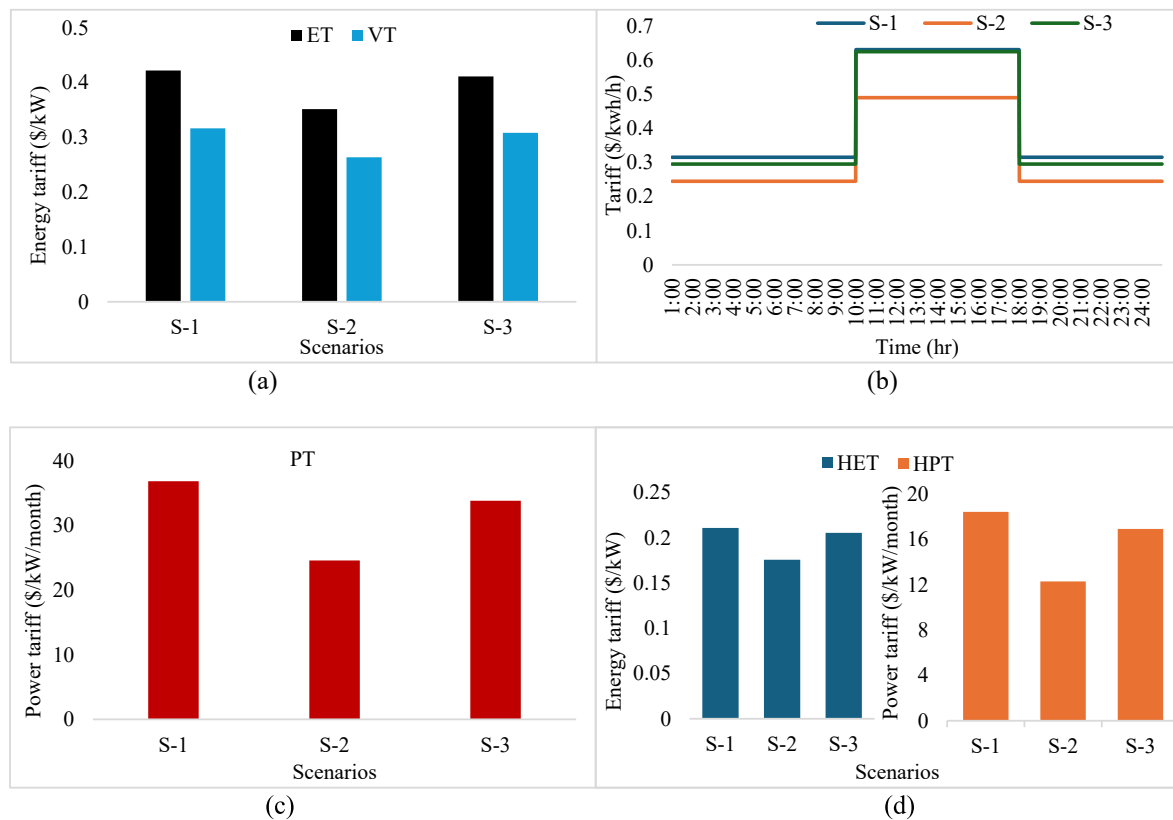 ET VT
Energy tariff ($/kW)
0.5
0.4
0.3
0.2
0.1
0
S-1 S-2 S-3
Scenarios
(a)
S-1 S-2 S-3
Tariff ($/kwh/h)
0.7
0.6
0.5
0.4
0.3
0.2
0.1
0
1:00 2:00 3:00 4:00 5:00 6:00 7:00 8:00 9:00 10:00 11:00 12:00 13:00 14:00 15:00 16:00 17:00 18:00 19:00 20:00 21:00 22:00 23:00 24:00
Time (hr)
(b)
PT
Power tariff ($/kW/month)
40
30
20
10
0
S-1 S-2 S-3
Scenarios
(c)
HET HPT
Energy tariff ($/kW)
0.25
0.2
0.15
0.1
0.05
0
S-1 S-2 S-3
Power tariff ($/kW/month)
20
16
12
8
4
0
S-1 S-2 S-3
Scenarios
(d)